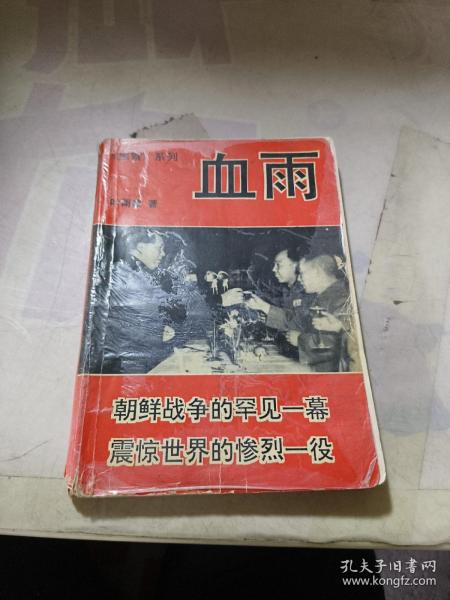 系列
血雨
著
朝鲜战争的罕见一幕
震惊世界的惨烈一役
孔夫子旧书网
www.kongfz.com